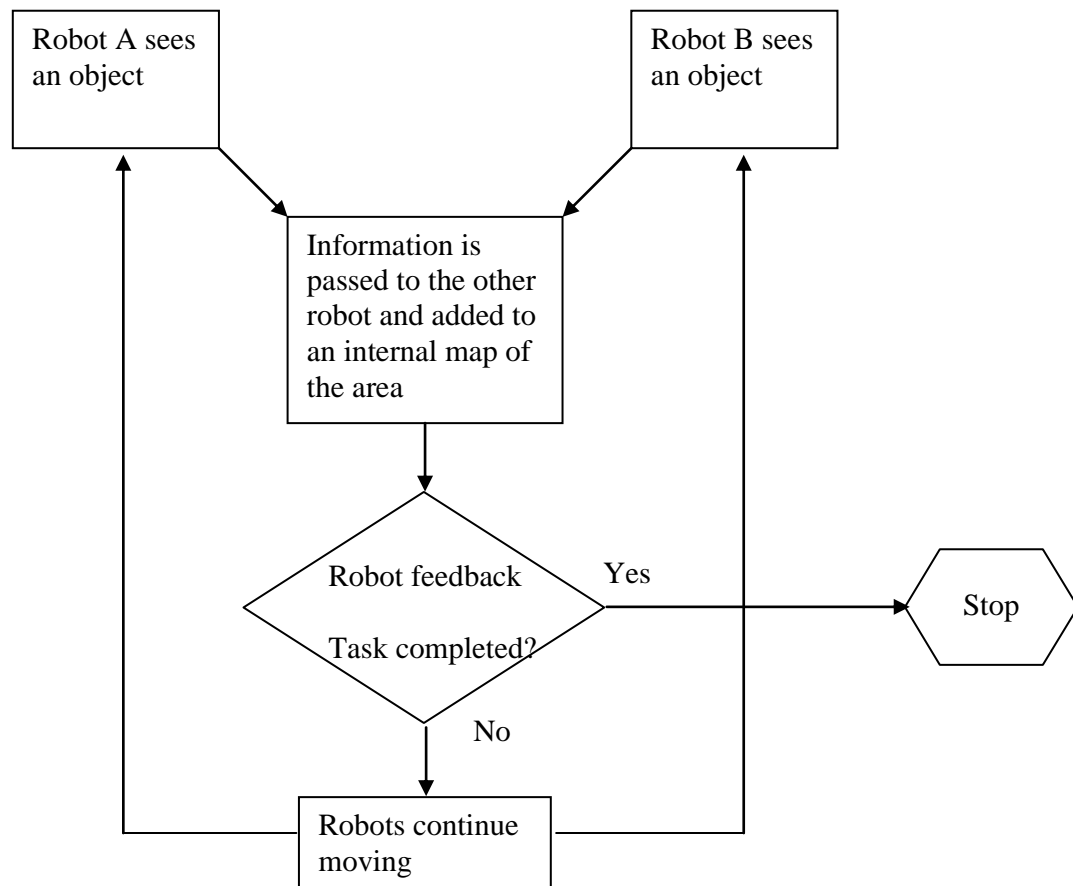 Robot A sees
an object
Robot B sees
an object
Information is
passed to the other
robot and added to
an internal map of
the area
Robot feedback
Yes
Task completed?
Stop
No
Robots continue
moving